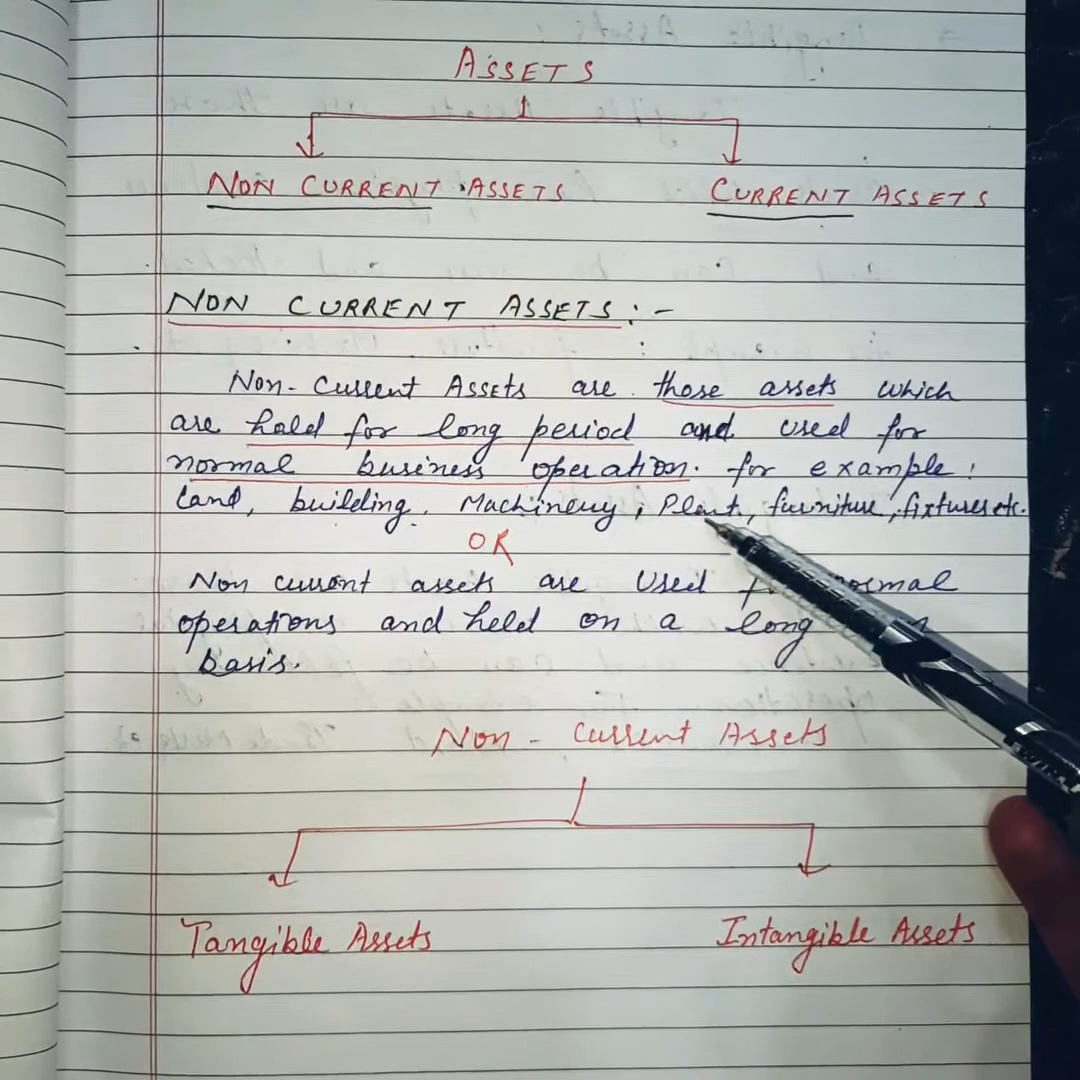 ASSETS
NON CURRENT ASSETS
CURRENT ASSETS
NON CURRENT ASSETS:-
Non-Current Assets are those assets which
are hold for long period and used for
normal business operation. for example:
land, building. Machinery, Plant, furniture, fixtures etc.
OR
Non current assets are used normal
operations and held on a long
basis.
Non-Current Assets
Tangible Assets
Intangible Assets